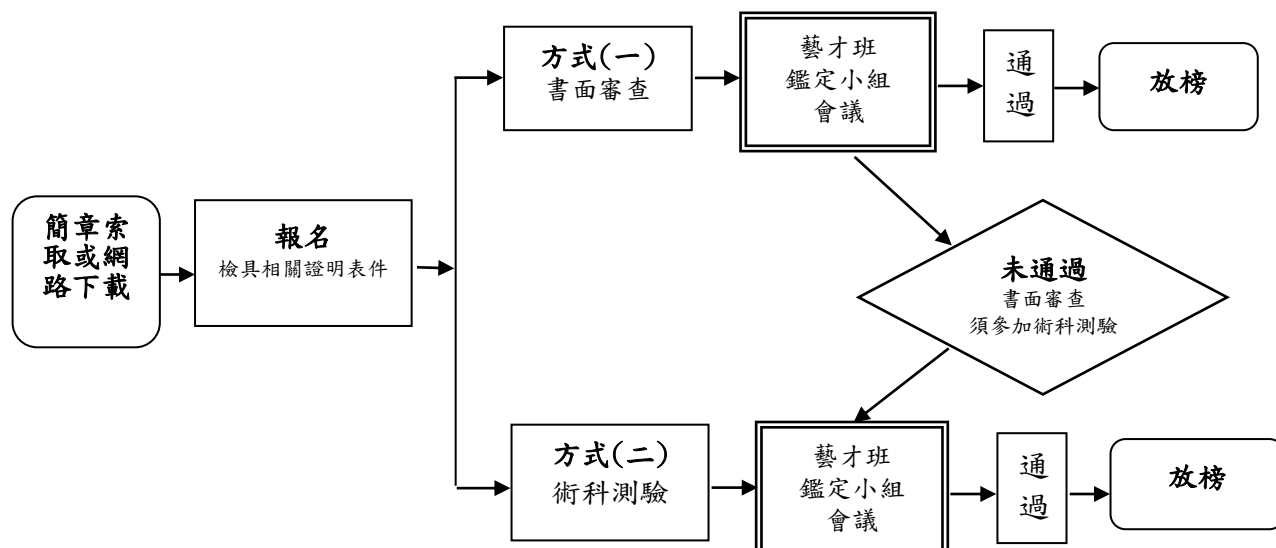 簡章索
取或網
路下載
報名
檢具相關證明表件
方式(一)
書面審查
藝才班
鑑定小組
會議
通
過
放榜
未通過
書面審查
須參加術科測驗
方式(二)
術科測驗
藝才班
鑑定小組
會議
通
過
放榜